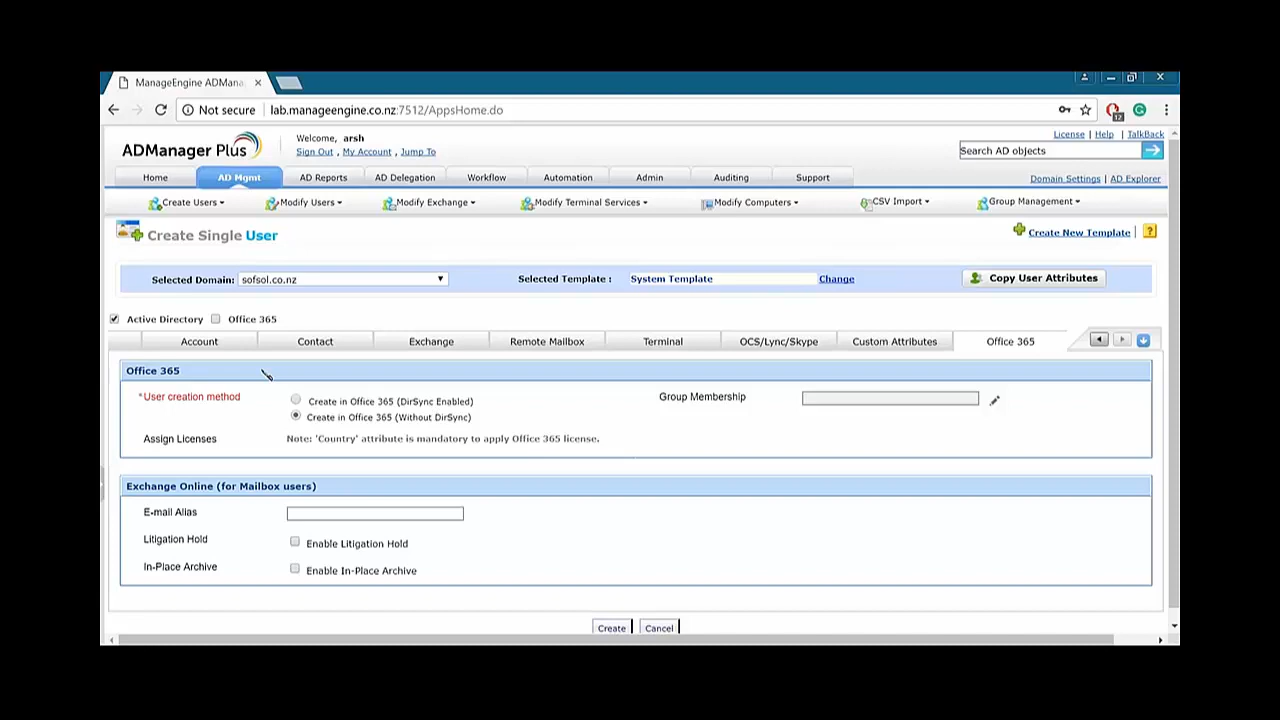 ManageEngine ADMana
Not secure | lab.manageengine.co.nz:7512/AppsHome.do
12
License | Help | TalkBack
ADManager Plus
Welcome, arsh
Sign Out , My Account , Jump To
Search AD objects
Home AD Mgmt AD Reports AD Delegation Workflow Automation Admin Auditing Support
Domain Settings | AD Explorer
Create Users Modify Users Modify Exchange Modify Terminal Services Modify Computers CSV Import Group Management
Create Single User
Create New Template | ?
Selected Domain: sofsol.co.nz Selected Template : System Template Change Copy User Attributes
Active Directory Office 365
Account Contact Exchange Remote Mailbox Terminal OCS/Lync/Skype Custom Attributes Office 365
Office 365
*User creation method Create in Office 365 (DirSync Enabled) Group Membership
Create in Office 365 (Without DirSync)
Assign Licenses Note: 'Country' attribute is mandatory to apply Office 365 license.
Exchange Online (for Mailbox users)
E-mail Alias
Litigation Hold Enable Litigation Hold
In-Place Archive Enable In-Place Archive
Create Cancel